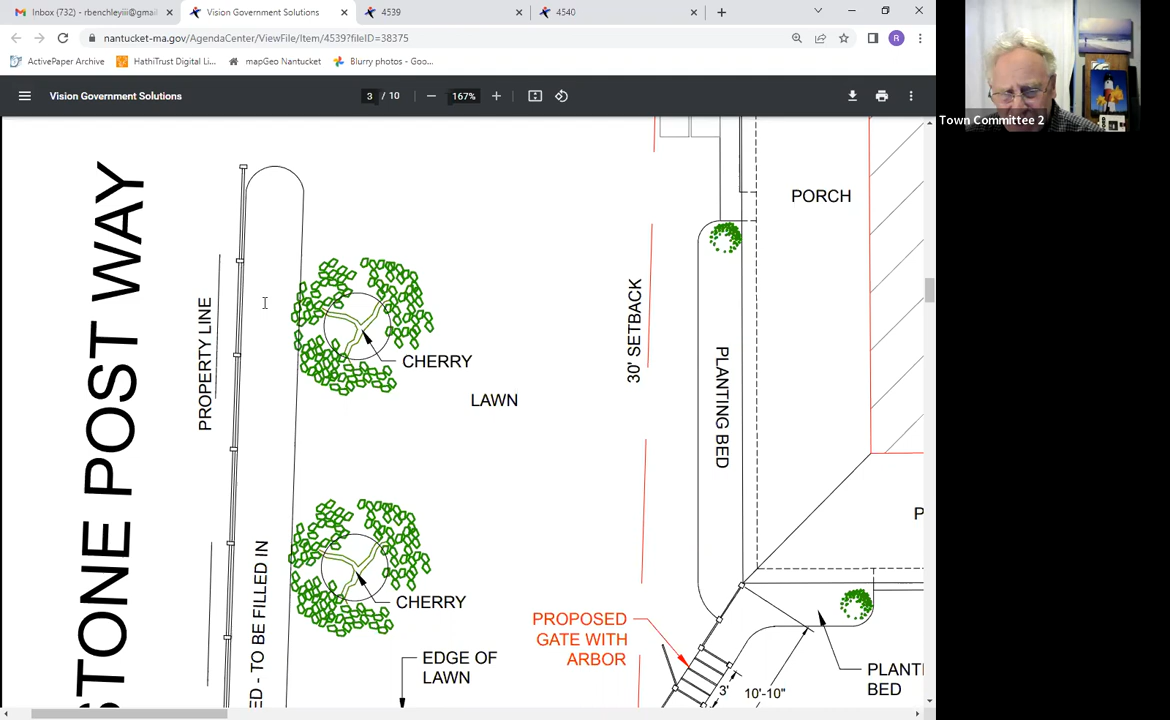 Inbox (732) - rbenchleyiii@gmail
Vision Government Solutions
4539
4540
nantucket-ma.gov/AgendaCenter/ViewFile/Item/4539?fileID=38375
R
ActivePaper Archive
HathiTrust Digital Li...
mapGeo Nantucket
Blurry photos - Goo...
Vision Government Solutions
3 / 10
167%
Town Committee 2
STONE POST WAY
PROPERTY LINE
ED - TO BE FILLED IN
CHERRY
LAWN
CHERRY
EDGE OF
LAWN
30' SETBACK
PLANTING BED
PORCH
P
PROPOSED
GATE WITH
ARBOR
3'
10'-10"
PLANTI
BED